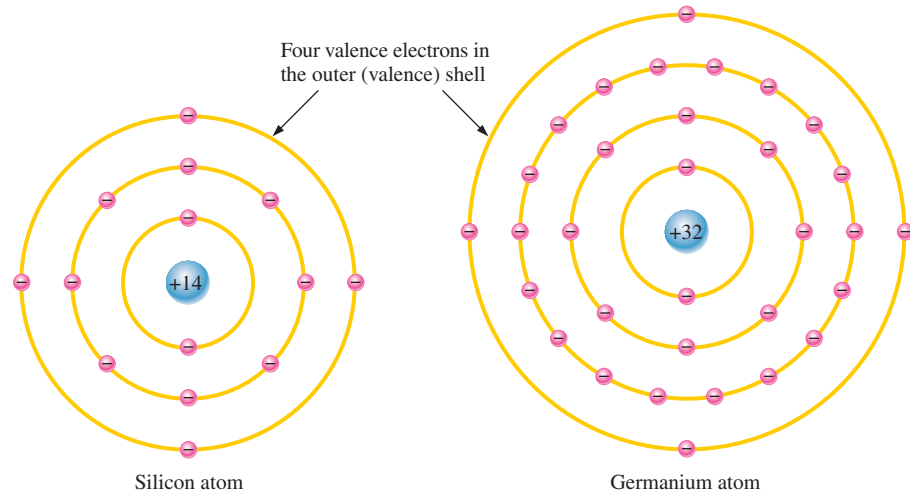 Four valence electrons in
the outer (valence) shell
+14
+32
Silicon atom
Germanium atom